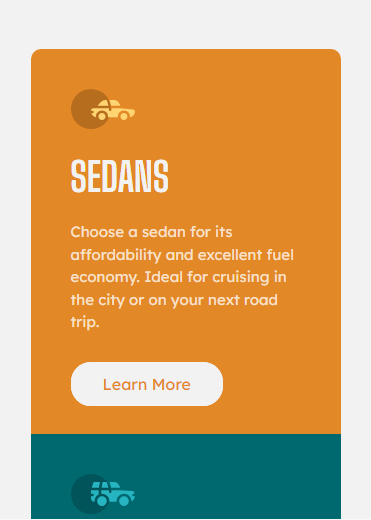 SEDANS
Choose a sedan for its
affordability and excellent fuel
economy. Ideal for cruising in
the city or on your next road
trip.
Learn More